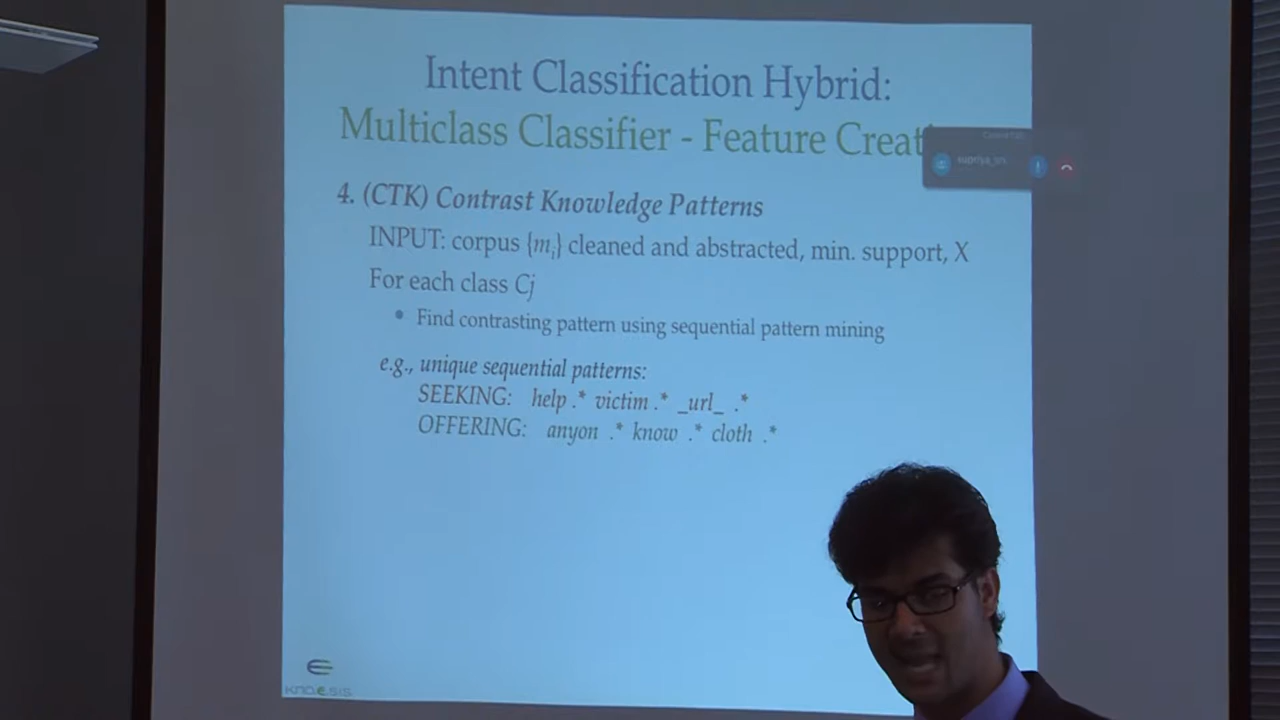 Intent Classification Hybrid:
Multiclass Classifier - Feature Creat
4. (CTK) Contrast Knowledge Patterns
INPUT: corpus {mi} cleaned and abstracted, min. support, X
For each class Cj
• Find contrasting pattern using sequential pattern mining
e.g., unique sequential patterns:
SEEKING: help .* victim .* _url_ .*
OFFERING: anyon .* know .* cloth .*
kno.e.sis